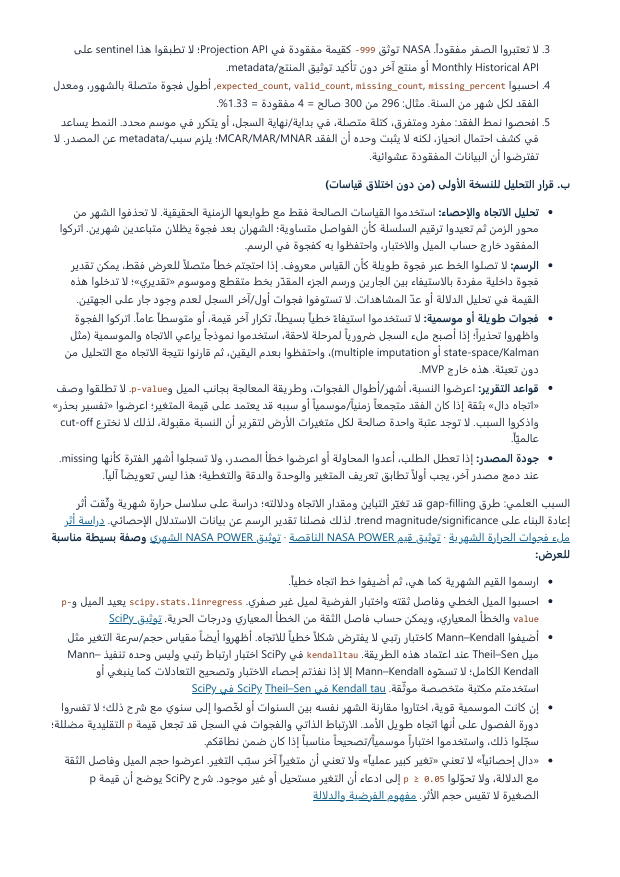 3. لا تعتبروا الصفر مفقوداً. NASA توثق 999- كقيمة مفقودة في Projection API؛ لا تطبقوا هذا sentinel على
Monthly Historical API أو منتج آخر دون تأكيد توثيق المنتج/metadata.
4. احسبوا expected_count, valid_count, missing_count, missing_percent, أطول فجوة متصلة بالشهور، ومعدل
الفقد لكل شهر من السنة. مثال: 296 من 300 صالح = 4 مفقودة = 1.33%.
5. افحصوا نمط الفقد: مفرد ومتفرق، كتلة متصلة، في بداية/نهاية السجل، أو يتكرر في موسم محدد. النمط يساعد
في كشف احتمال انحياز، لكنه لا يثبت وحده أن الفقد MCAR/MAR/MNAR؛ يلزم سبب/metadata عن المصدر. لا
تفترضوا أن البيانات المفقودة عشوائية.
ب. قرار التحليل للنسخة الأولى (من دون اختلاق قياسات)
• تحليل الاتجاه والإحصاء: استخدموا القياسات الصالحة فقط مع طوابعها الزمنية الحقيقية. لا تحذفوا الشهر من
محور الزمن ثم تعيدوا ترقيم السلسلة كأن الفواصل متساوية؛ الشهران بعد فجوة يظلان متباعدين شهرين. اتركوا
المفقود خارج حساب الميل والاختبار، واحتفظوا به كفجوة في الرسم.
• الرسم: لا تصلوا الخط عبر فجوة طويلة كأن القياس معروف. إذا احتجتم خطاً متصلاً للعرض فقط، يمكن تقدير
فجوة داخلية مفردة بالاستيفاء بين الجارين ورسم الجزء المقدّر بخط متقطع وموسوم «تقديري»؛ لا تدخلوا هذه
القيمة في تحليل الدلالة أو عدّ المشاهدات. لا تستوفوا فجوات أول/آخر السجل لعدم وجود جار على الجهتين.
• فجوات طويلة أو موسمية: لا تستخدموا استيفاءً خطياً بسيطاً، تكرار آخر قيمة، أو متوسطاً عاماً. اتركوا الفجوة
واظهروا تحذيراً؛ إذا أصبح ملء السجل ضرورياً لمرحلة لاحقة، استخدموا نموذجاً يراعي الاتجاه والموسمية (مثل
state-space/Kalman أو multiple imputation)، واحتفظوا بعدم اليقين، ثم قارنوا نتيجة الاتجاه مع التحليل من
دون تعبئة. هذه خارج MVP.
• قواعد التقرير: اعرضوا النسبة، أشهر/أطوال الفجوات، وطريقة المعالجة بجانب الميل وp-value. لا تطلقوا وصف
«اتجاه دال» بثقة إذا كان الفقد متجمعاً زمنياً/موسمياً أو سببه قد يعتمد على قيمة المتغير؛ اعرضوا «تفسير بحذر»
واذكروا السبب. لا توجد عتبة واحدة صالحة لكل متغيرات الأرض لتقرير أن النسبة مقبولة، لذلك لا نخترع cut-off
عالميّاً.
• جودة المصدر: إذا تعطل الطلب، أعدوا المحاولة أو اعرضوا خطأ المصدر، ولا تسجلوا أشهر الفترة كأنها missing.
عند دمج مصدر آخر، يجب أولاً تطابق تعريف المتغير والوحدة والدقة والتغطية؛ هذا ليس تعويضاً آلياً.
السبب العلمي: طرق gap-filling قد تغيّر التباين ومقدار الاتجاه ودلالته؛ دراسة على سلاسل حرارة شهرية وثّقت أثر
إعادة البناء على trend magnitude/significance. لذلك فصلنا تقدير الرسم عن بيانات الاستدلال الإحصائي. دراسة أثر
ملء فجوات الحرارة الشهرية · توثيق قيم NASA POWER الناقصة · توثيق NASA POWER الشهري وصفة بسيطة مناسبة
للعرض:
• ارسموا القيم الشهرية كما هي، ثم أضيفوا خط اتجاه خطياً.
• احسبوا الميل الخطي وفاصل ثقته واختبار الفرضية لميل غير صفري. scipy.stats.linregress يعيد الميل وp-
value والخطأ المعياري، ويمكن حساب فاصل الثقة من الخطأ المعياري ودرجات الحرية. توثيق SciPy
• أضيفوا Mann–Kendall كاختبار رتبي لا يفترض شكلاً خطياً للاتجاه. أظهروا أيضاً مقياس حجم/سرعة التغير مثل
ميل Theil–Sen عند اعتماد هذه الطريقة. kendalltau في SciPy اختبار ارتباط رتبي وليس وحده تنفيذ Mann–
Kendall الكامل؛ لا تسمّوه Mann–Kendall إلا إذا نفذتم إحصاء الاختبار وتصحيح التعادلات كما ينبغي أو
استخدمتم مكتبة متخصصة موثّقة. Kendall tau في SciPy Theil–Sen في SciPy
• إن كانت الموسمية قوية، اختاروا مقارنة الشهر نفسه بين السنوات أو لخّصوا إلى سنوي مع شرح ذلك؛ لا تفسروا
دورة الفصول على أنها اتجاه طويل الأمد. الارتباط الذاتي والفجوات في السجل قد تجعل قيمة p التقليدية مضللة؛
سجّلوا ذلك، واستخدموا اختباراً موسمياً/تصحيحاً مناسباً إذا كان ضمن نطاقكم.
• «دال إحصائياً» لا تعني «تغير كبير عملياً» ولا تعني أن متغيراً آخر سبّب التغير. اعرضوا حجم الميل وفاصل الثقة
مع الدلالة، ولا تحوّلوا p ≥ 0.05 إلى ادعاء أن التغير مستحيل أو غير موجود. شرح SciPy يوضح أن قيمة p
الصغيرة لا تقيس حجم الأثر. مفهوم الفرضية والدلالة